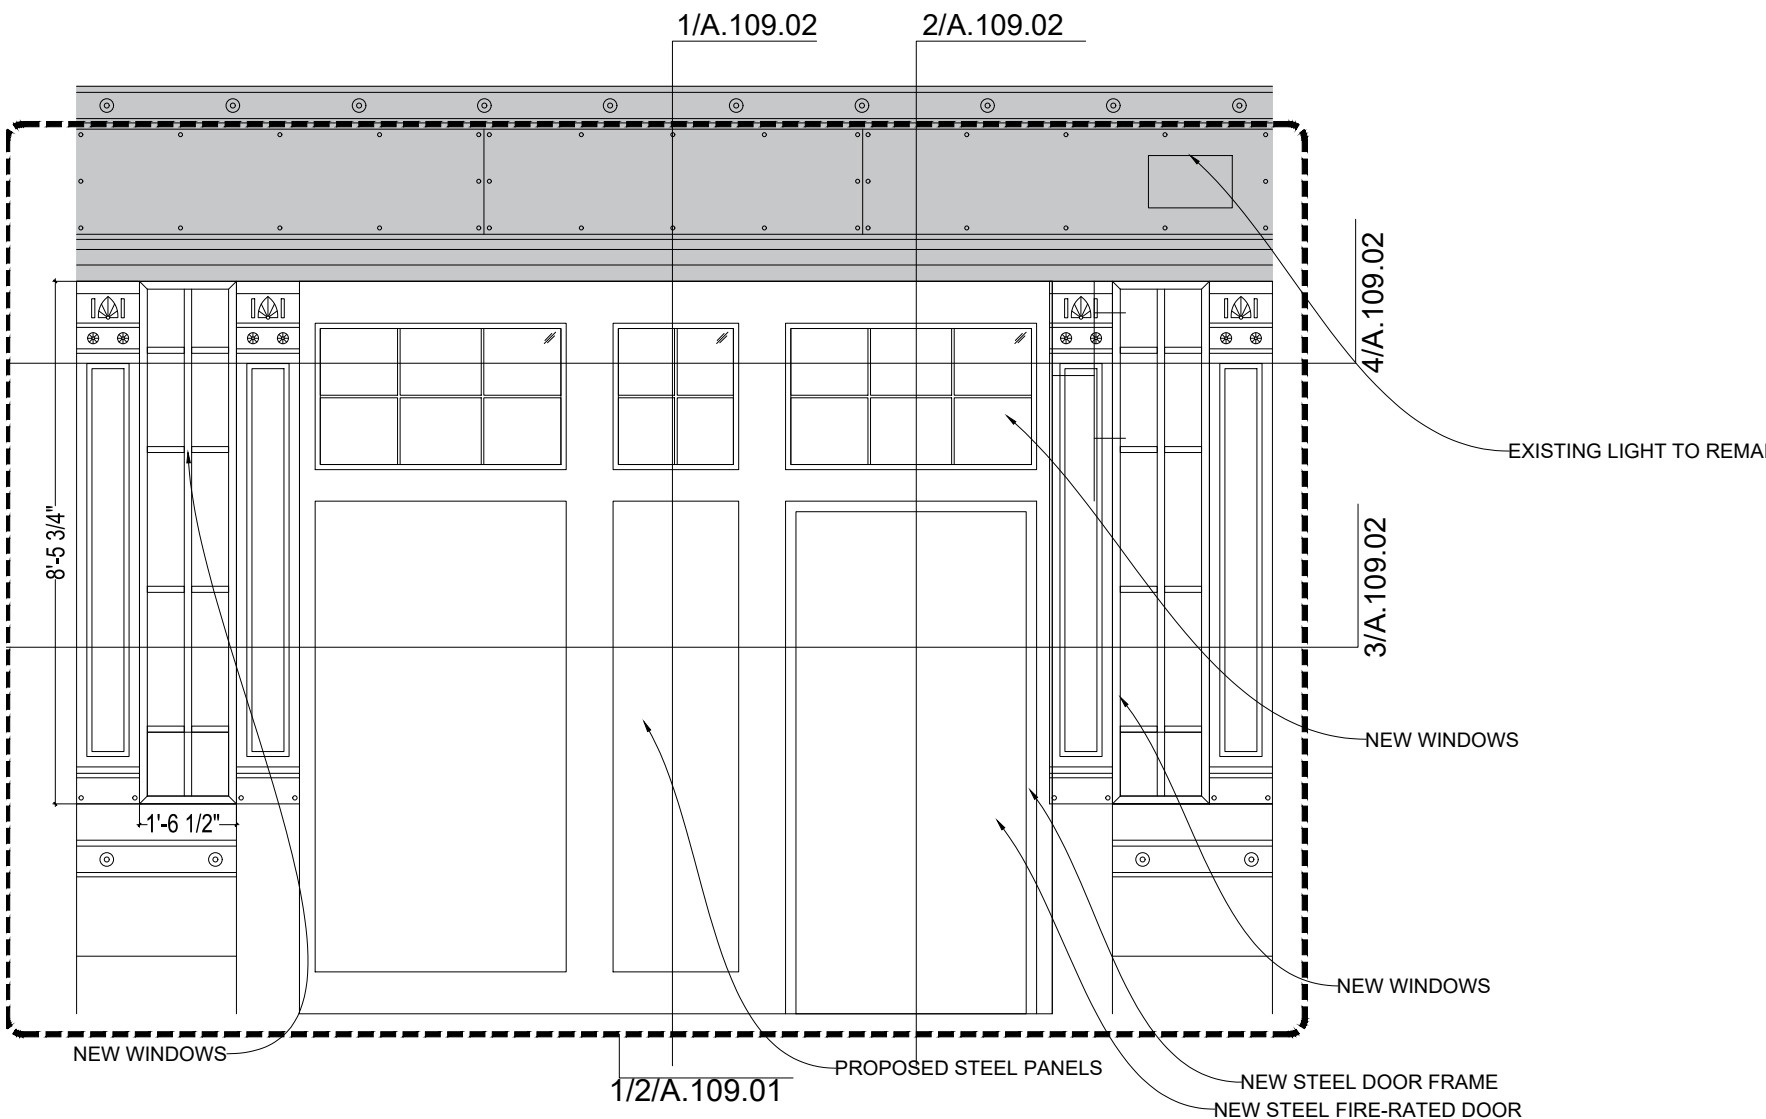 1/A.109.02
2/A.109.02
4/A.109.02
EXISTING LIGHT TO
8'-5 3/4"
3/A.109.02
NEW WINDOWS
1'-6 1/2"
NEW WINDOWS
NEW WINDOWS
PROPOSED STEEL PANELS
1/2/A.109.01
NEW STEEL DOOR FRAME
NEW STEEL FIRE-RATED DOOR